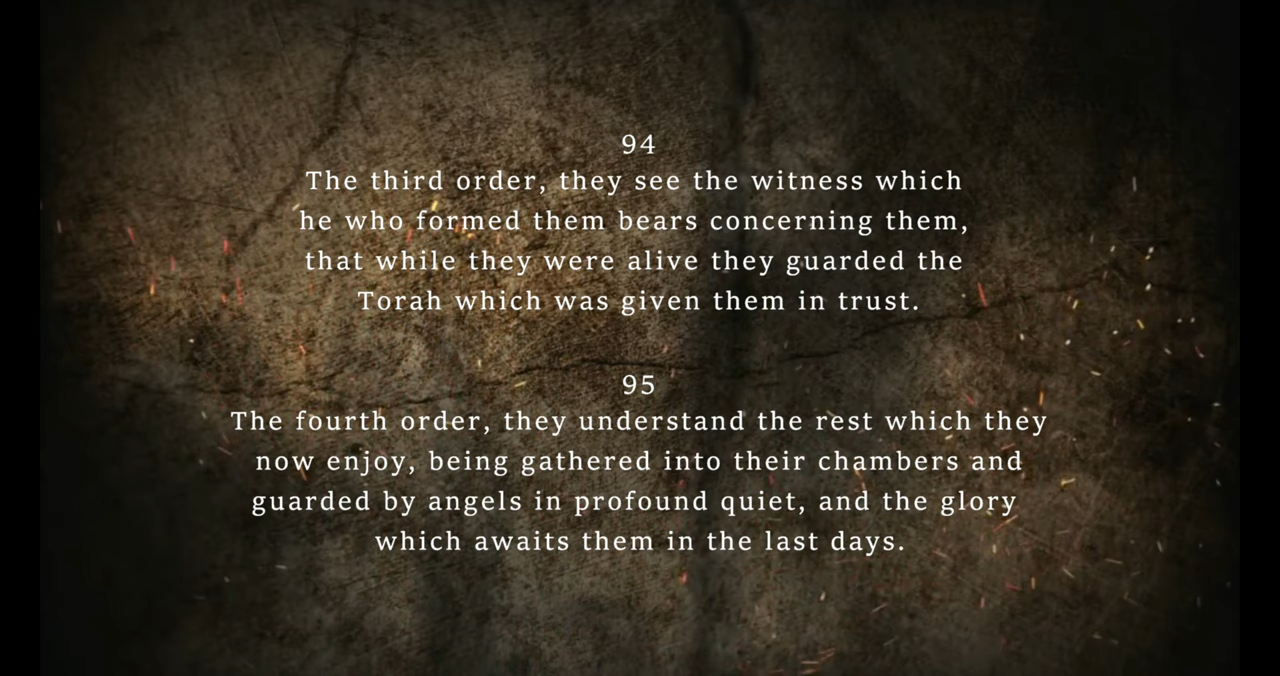 94
The third order, they see the witness which
he who formed them bears concerning them,
that while they were alive they guarded the
Torah which was given them in trust.
95
The fourth order, they understand the rest which they
now enjoy, being gathered into their chambers and
guarded by angels in profound quiet, and the glory
which awaits them in the last days.